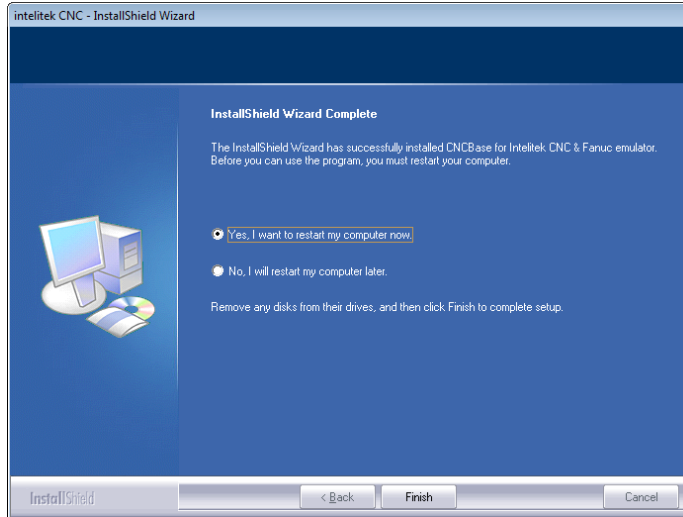 intelitek CNC - InstallShield Wizard
InstallShield Wizard Complete
The InstallShield Wizard has successfully installed CNCBase for Intelitek CNC & Fanuc emulator.
Before you can use the program, you must restart your computer.
Yes, I want to restart my computer now.
No, I will restart my computer later.
Remove any disks from their drives, and then click Finish to complete setup.
InstallShield
< Back
Finish
Cancel